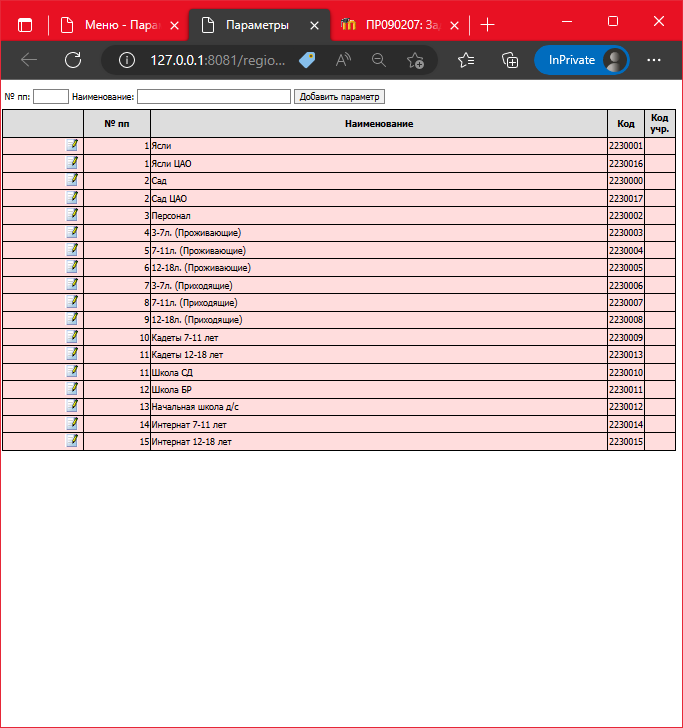 Меню - Пара
Параметры
ПР090207: За
127.0.0.1:8081/regio...
InPrivate
№ пп: Наименование: Добавить параметр
№ пп Наименование Код Код учр.
1 Ясли 2230001
1 Ясли ЦАО 2230016
2 Сад 2230000
2 Сад ЦАО 2230017
3 Персонал 2230002
4 3-7л. (Проживающие) 2230003
5 7-11л. (Проживающие) 2230004
6 12-18л. (Проживающие) 2230005
7 3-7л. (Приходящие) 2230006
8 7-11л. (Приходящие) 2230007
9 12-18л. (Приходящие) 2230008
10 Кадеты 7-11 лет 2230009
11 Кадеты 12-18 лет 2230013
11 Школа СД 2230010
12 Школа БР 2230011
13 Начальная школа д/с 2230012
14 Интернат 7-11 лет 2230014
15 Интернат 12-18 лет 2230015